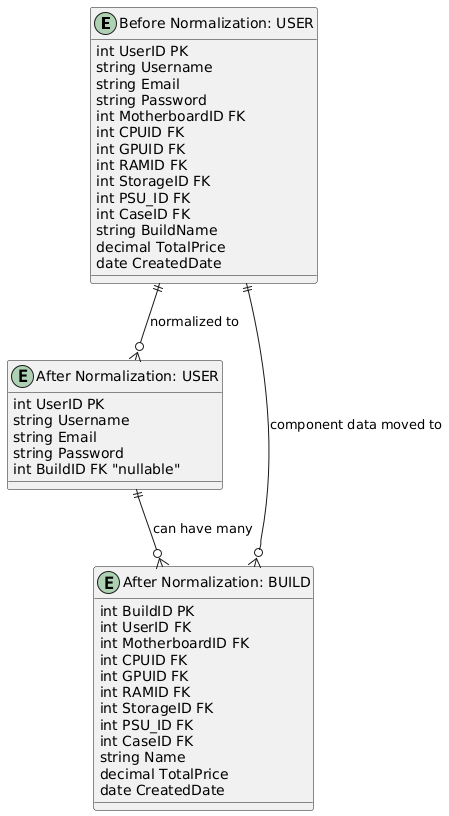 E Before Normalization: USER
int UserID PK
string Username
string Email
string Password
int MotherboardID FK
int CPUID FK
int GPUID FK
int RAMID FK
int StorageID FK
int PSU_ID FK
int CaseID FK
string BuildName
decimal TotalPrice
date CreatedDate
normalized to
E After Normalization: USER
int UserID PK
string Username
string Email
string Password
int BuildID FK "nullable"
component data moved to
can have many
E After Normalization: BUILD
int BuildID PK
int UserID FK
int MotherboardID FK
int CPUID FK
int GPUID FK
int RAMID FK
int StorageID FK
int PSU_ID FK
int CaseID FK
string Name
decimal TotalPrice
date CreatedDate